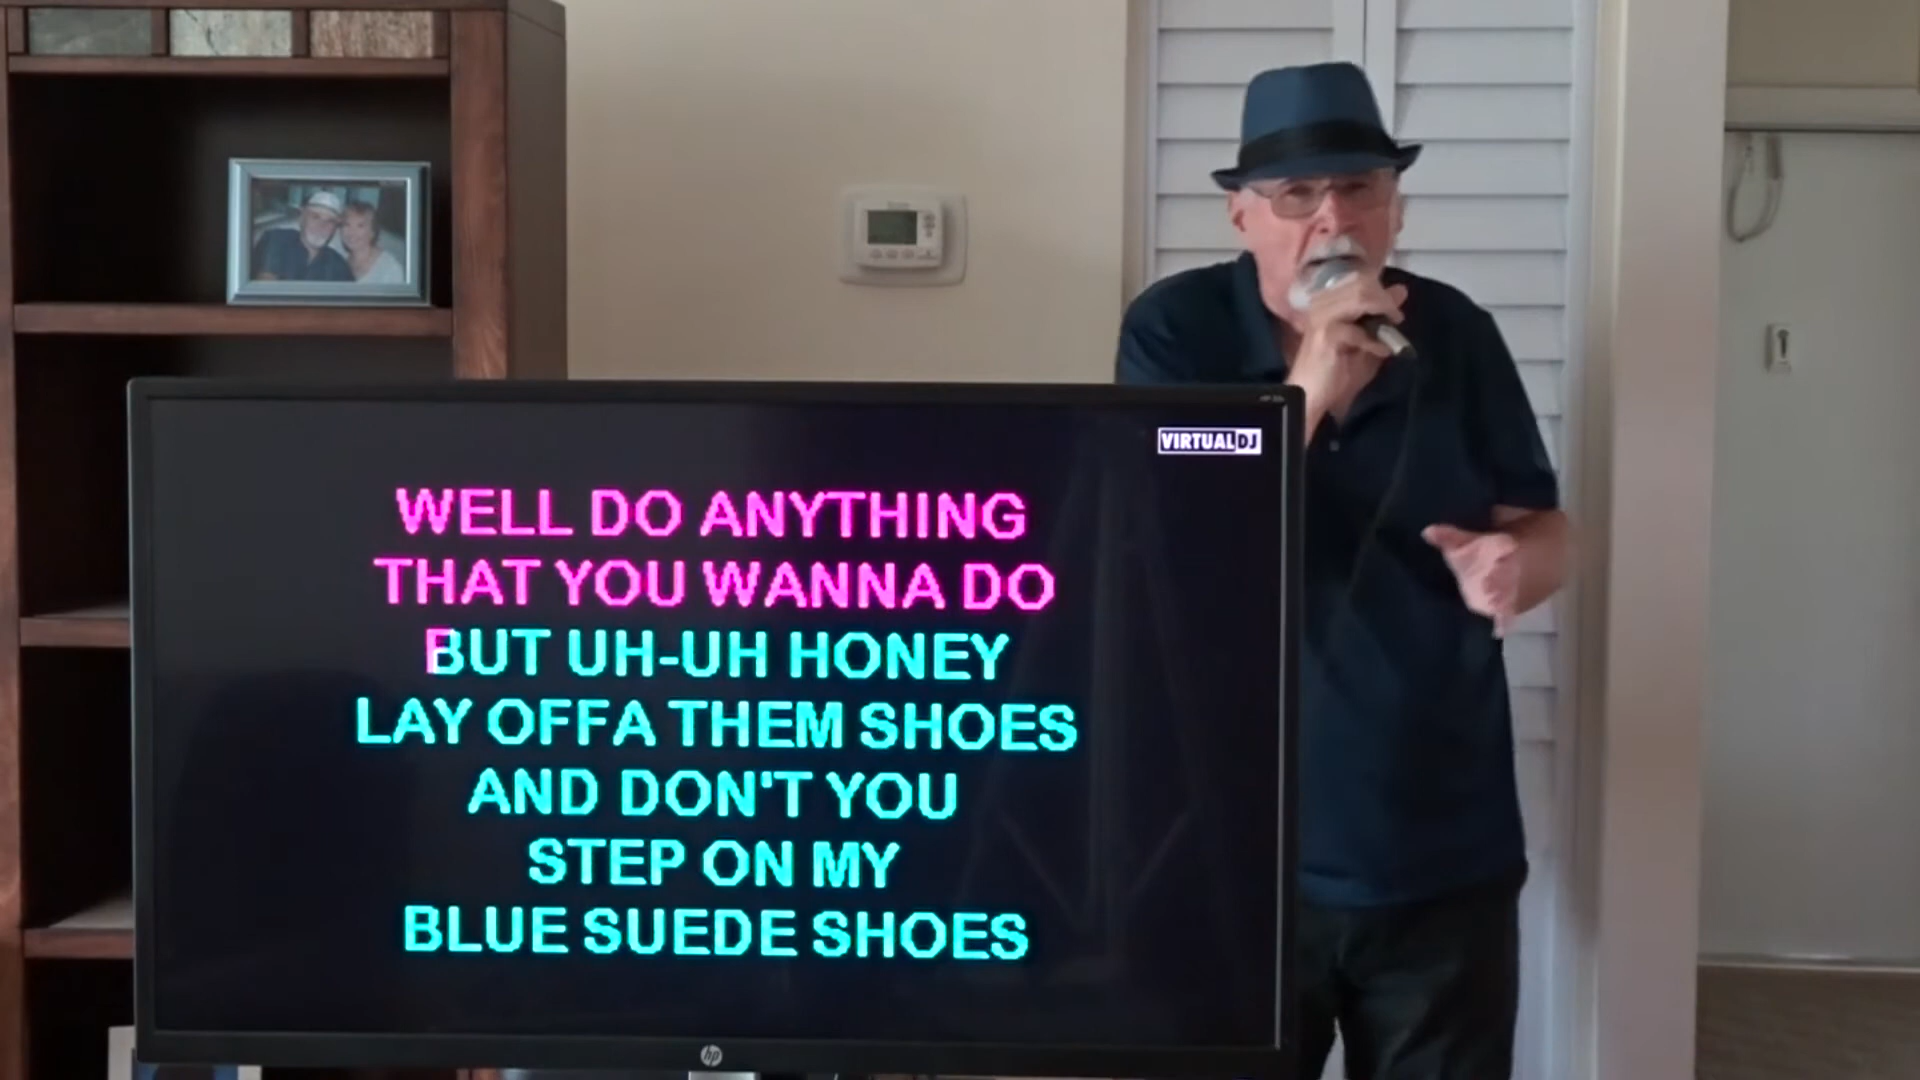 VIRTUALDJ
WELL DO ANYTHING
THAT YOU WANNA DO
BUT UH-UH HONEY
LAY OFFA THEM SHOES
AND DON'T YOU
STEP ON MY
BLUE SUEDE SHOES
hp